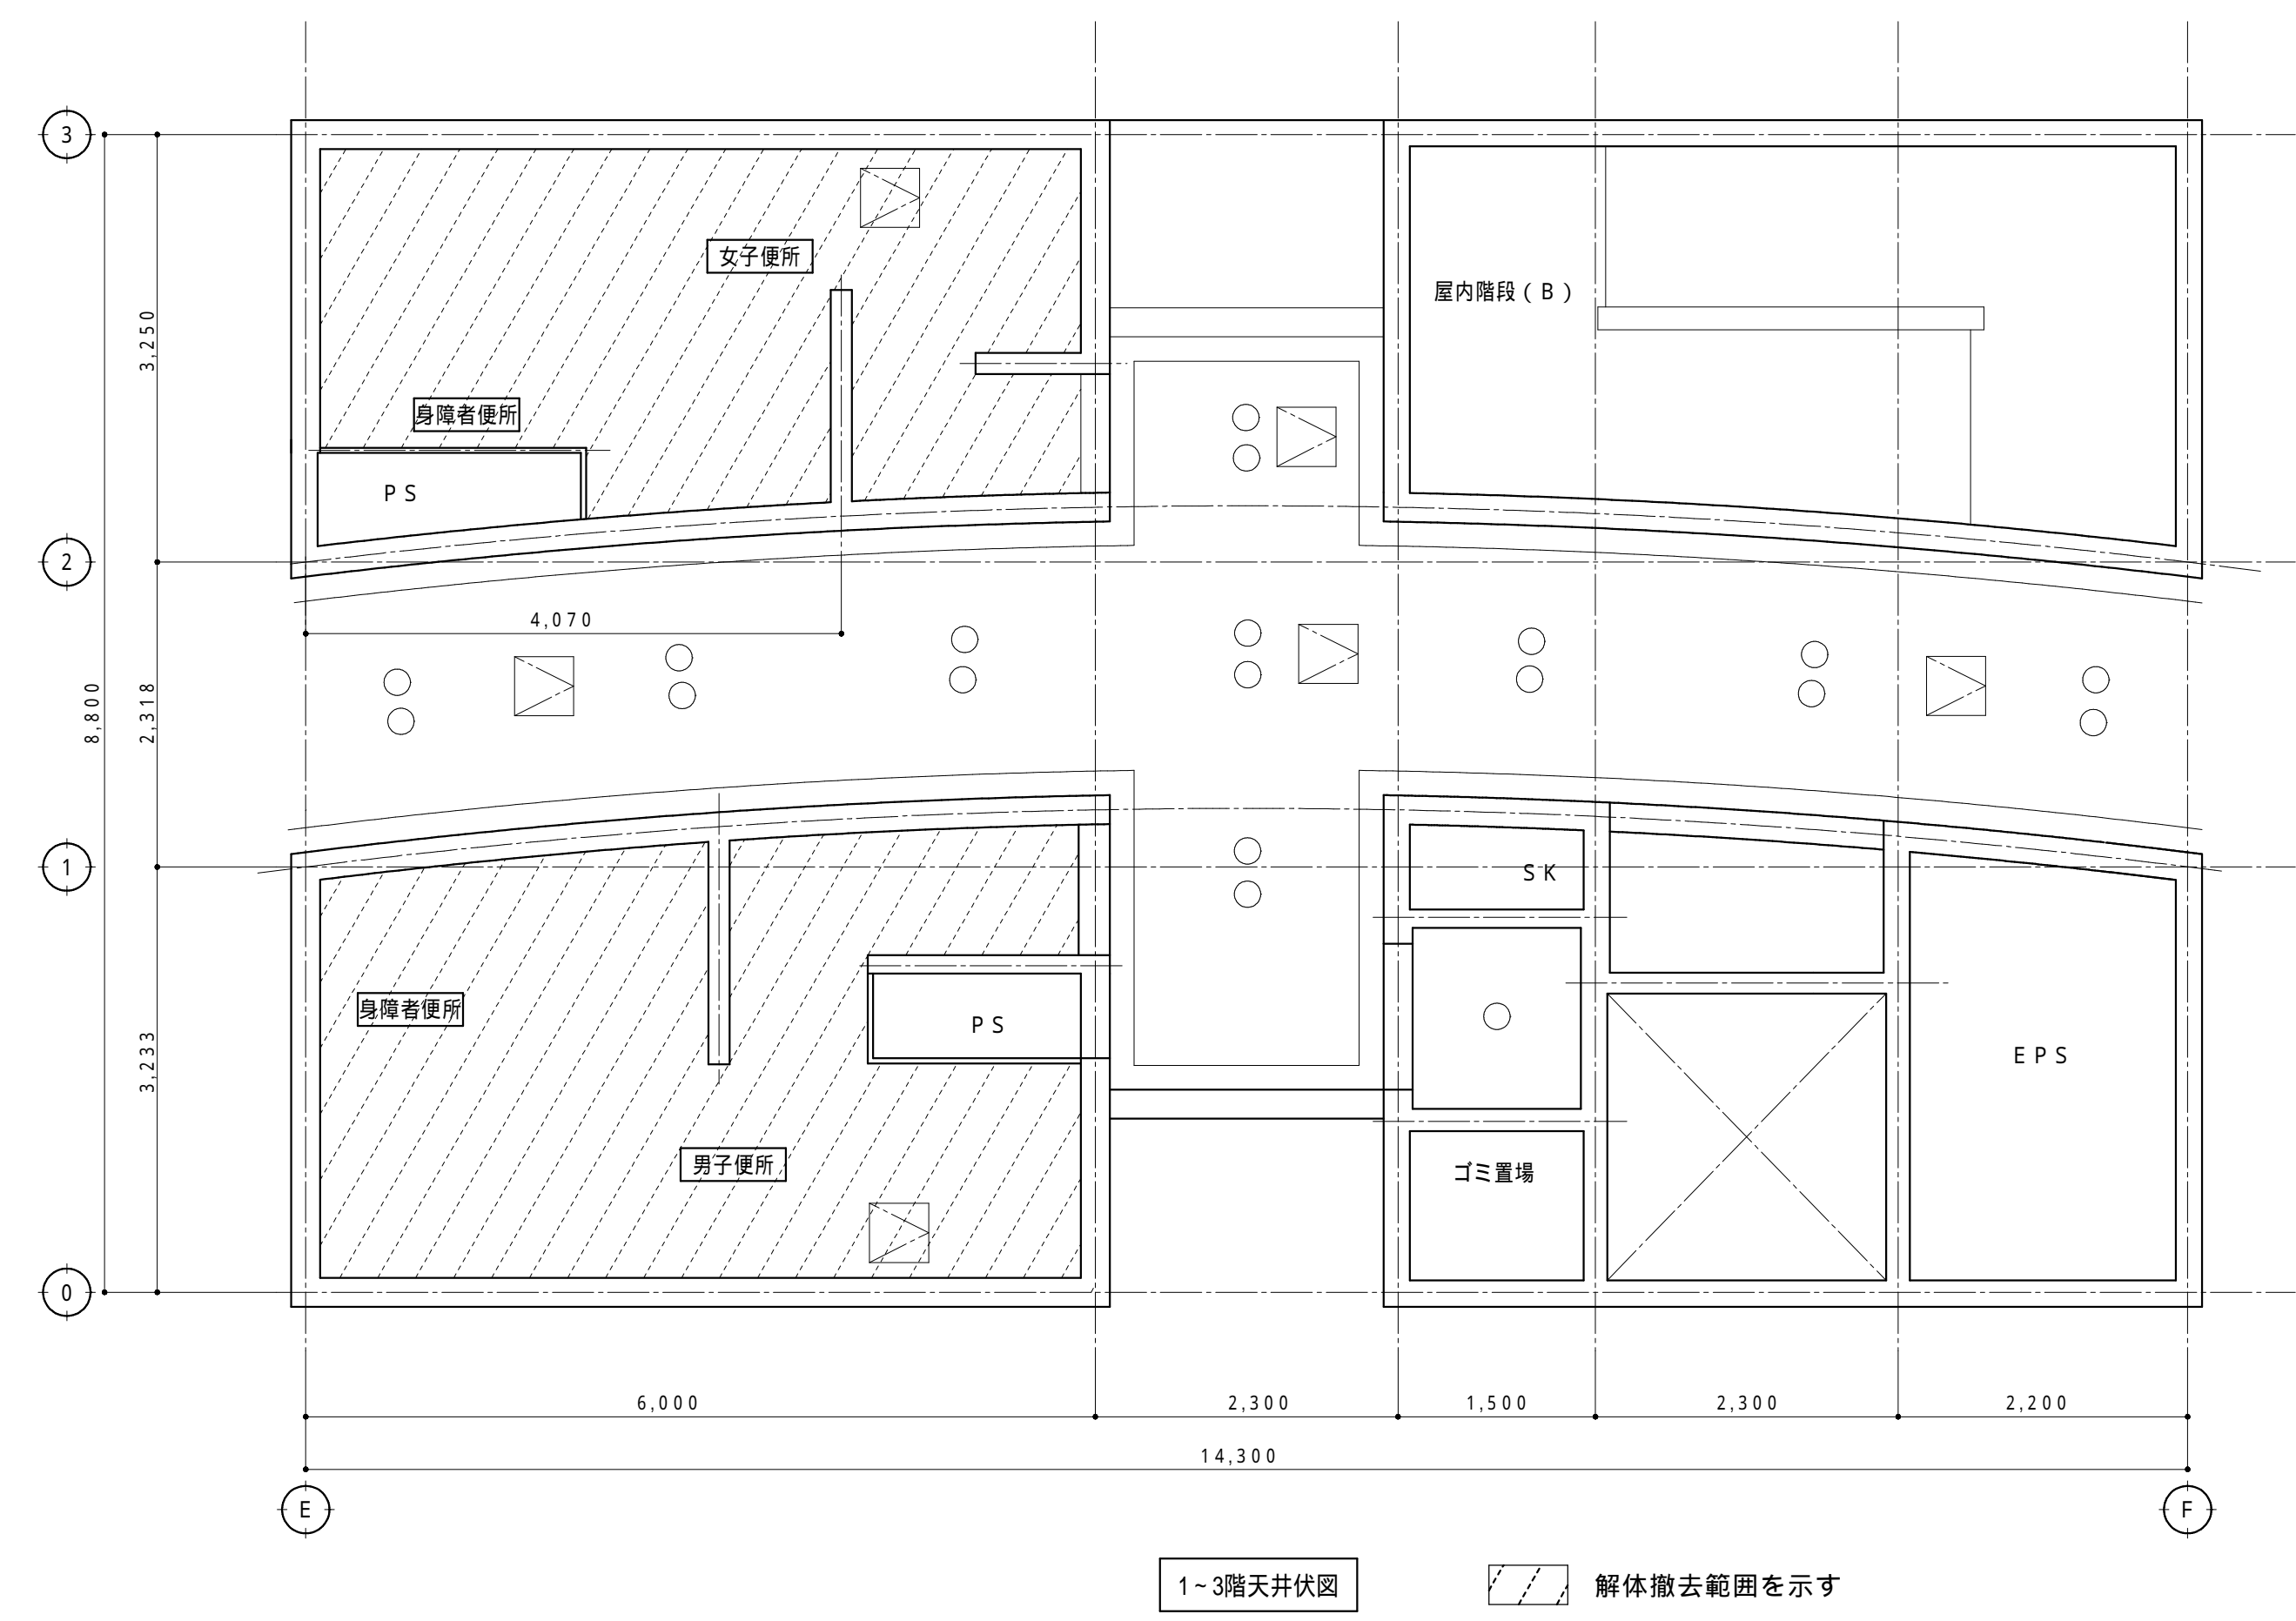 3
女子便所
屋内階段(B)
3,250
身障者便所
PS
2
4,070
8,800
2,318
1
SK
身障者便所
PS
EPS
3,233
男子便所
ゴミ置場
0
6,000
2,300
1,500
2,300
2,200
14,300
E
F
1~3階天井伏図
解体撤去範囲を示す